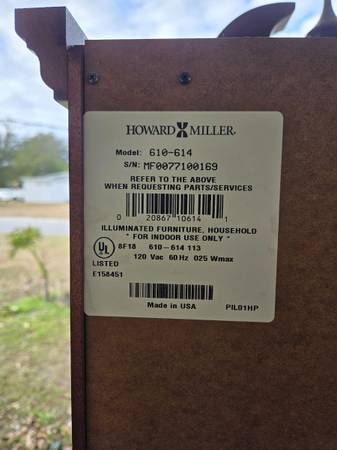 HOWARD MILLER®
Model: 610-614
S/N: MF0077100169
REFER TO THE ABOVE
WHEN REQUESTING PARTS/SERVICES
0 20867 10614 1
ILLUMINATED FURNITURE, HOUSEHOLD
" FOR INDOOR USE ONLY "
UL
8F18 610-614 113
120 Vac 60 Hz 025 Wmax
LISTED
E158451
Made in USA
PILB1HP